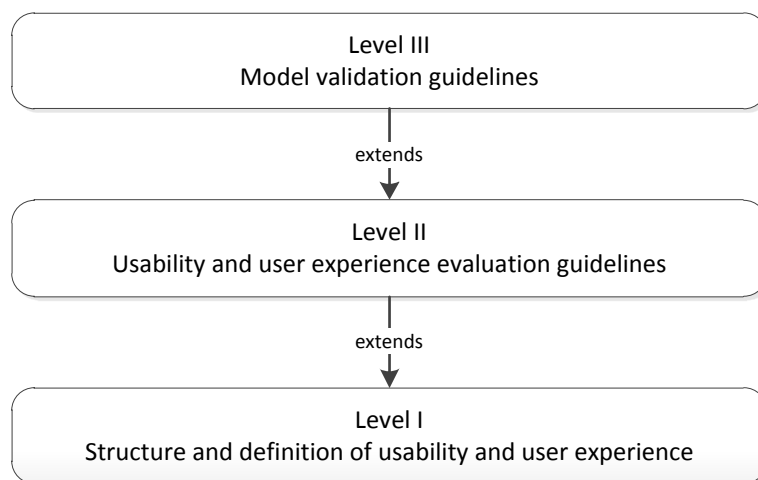 Level III
Model validation guidelines
extends
Level II
Usability and user experience evaluation guidelines
extends
Level I
Structure and definition of usability and user experience